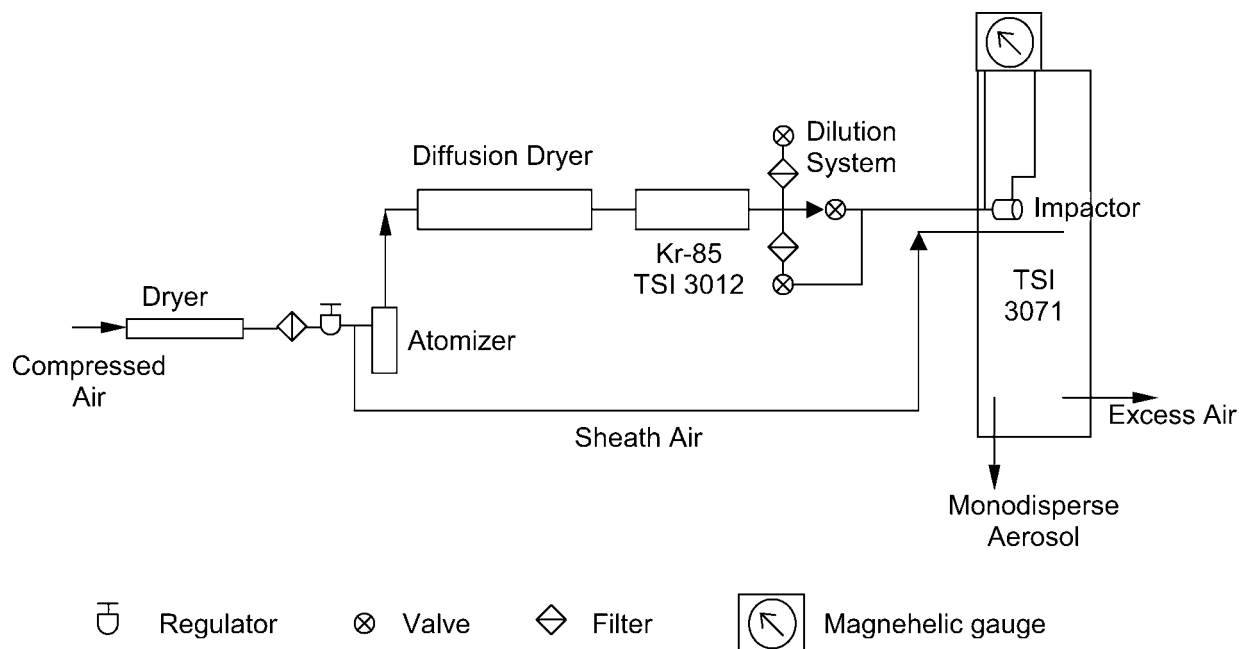 Dilution
System
Diffusion Dryer
Impactor
Kr-85
TSI 3012
TSI
3071
Dryer
Atomizer
Compressed
Air
Excess Air
Sheath Air
Monodisperse
Aerosol
Regulator
Valve
Filter
Magnehelic gauge